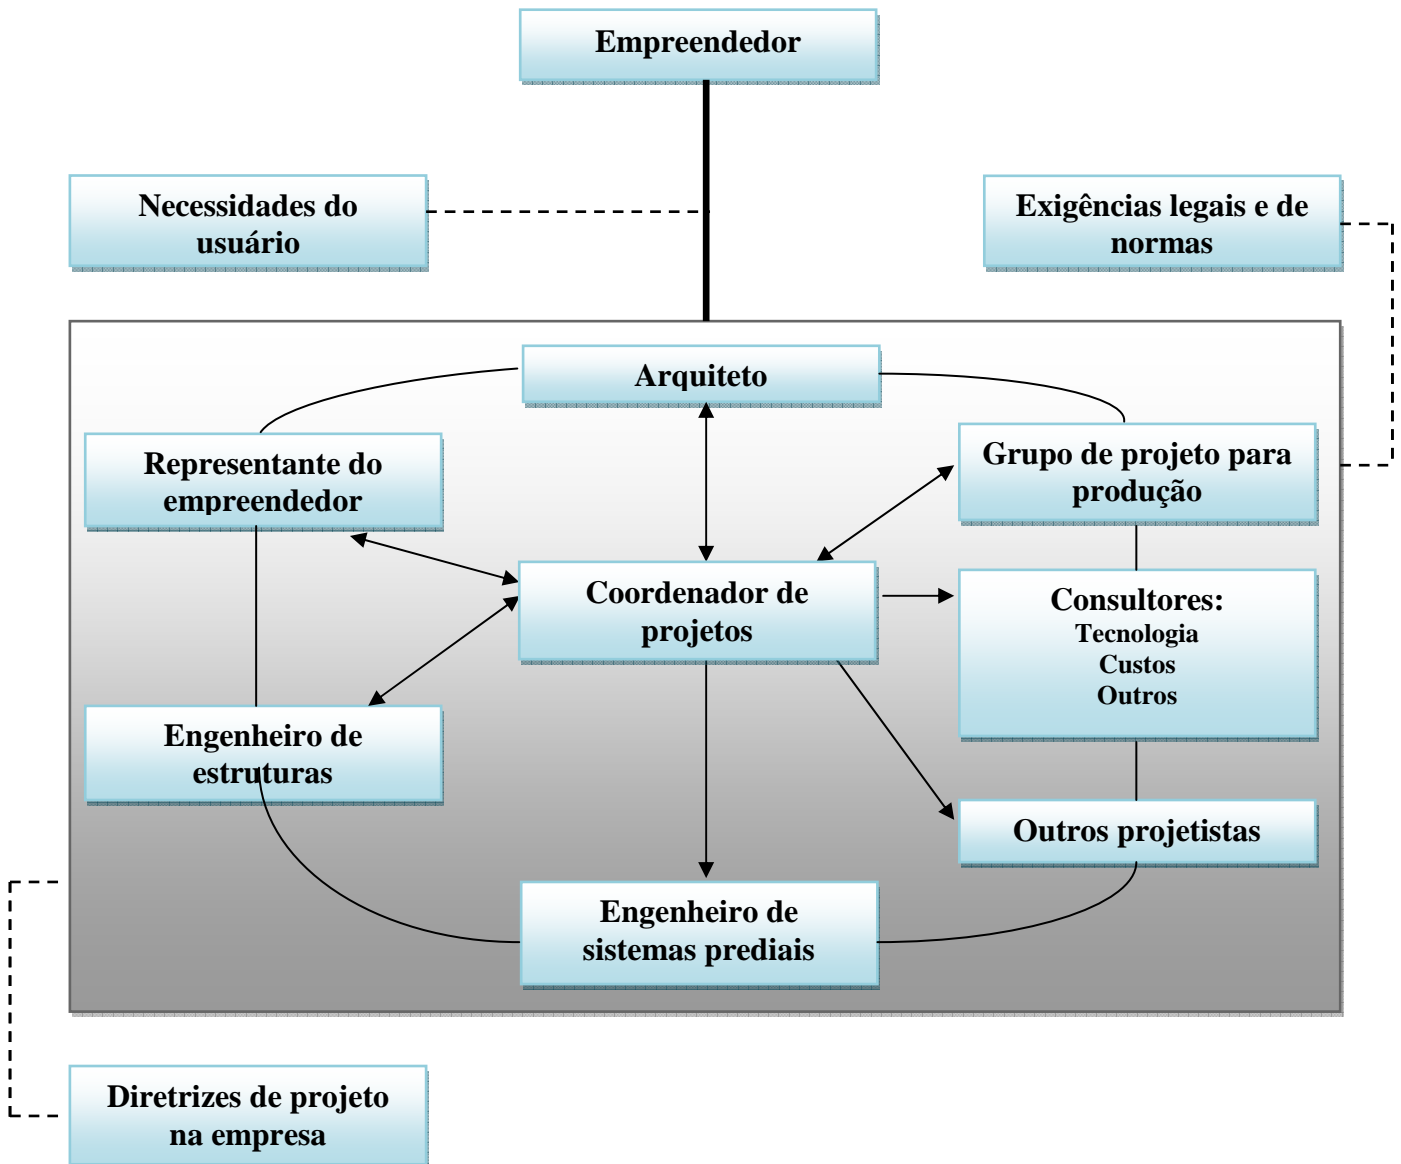 Empreendedor
Necessidades do
usuário
Exigências legais e de
normas
Arquiteto
Representante do
empreendedor
Grupo de projeto para
produção
Coordenador de
projetos
Consultores:
Tecnologia
Custos
Outros
Engenheiro de
estruturas
Outros projetistas
Engenheiro de
sistemas prediais
Diretrizes de projeto
na empresa